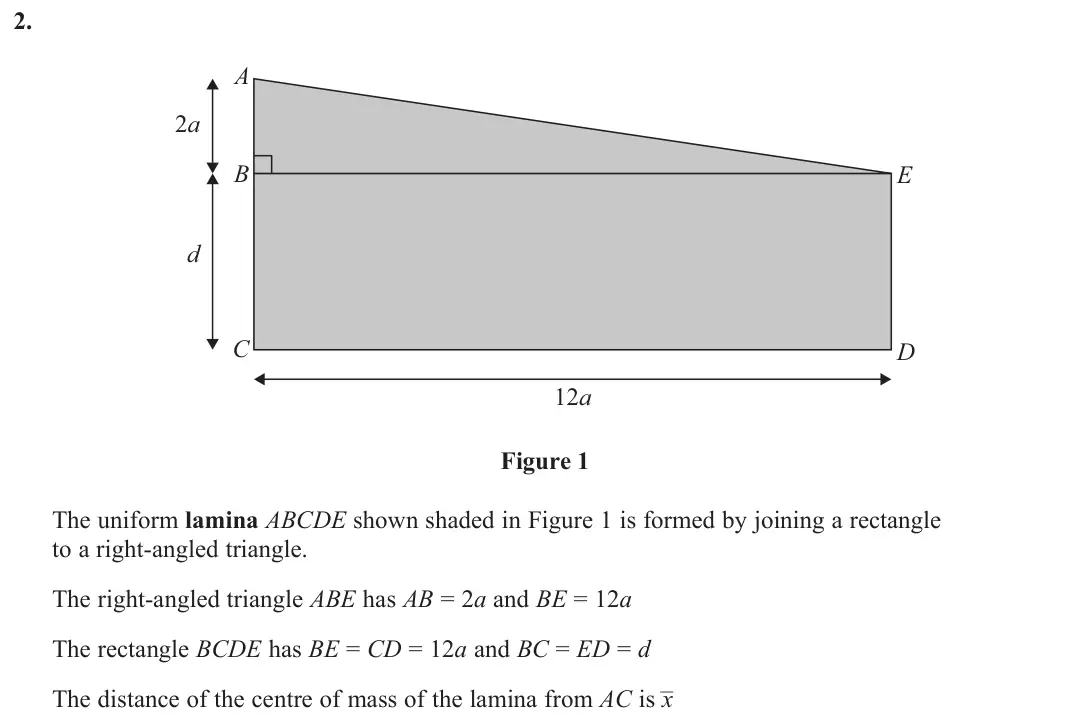 2.
A
2a
B
E
d
C
D
12a
Figure 1
The uniform lamina ABCDE shown shaded in Figure 1 is formed by joining a rectangle
to a right-angled triangle.
The right-angled triangle ABE has AB = 2a and BE = 12a
The rectangle BCDE has BE = CD = 12a and BC = ED = d
The distance of the centre of mass of the lamina from AC is x̅